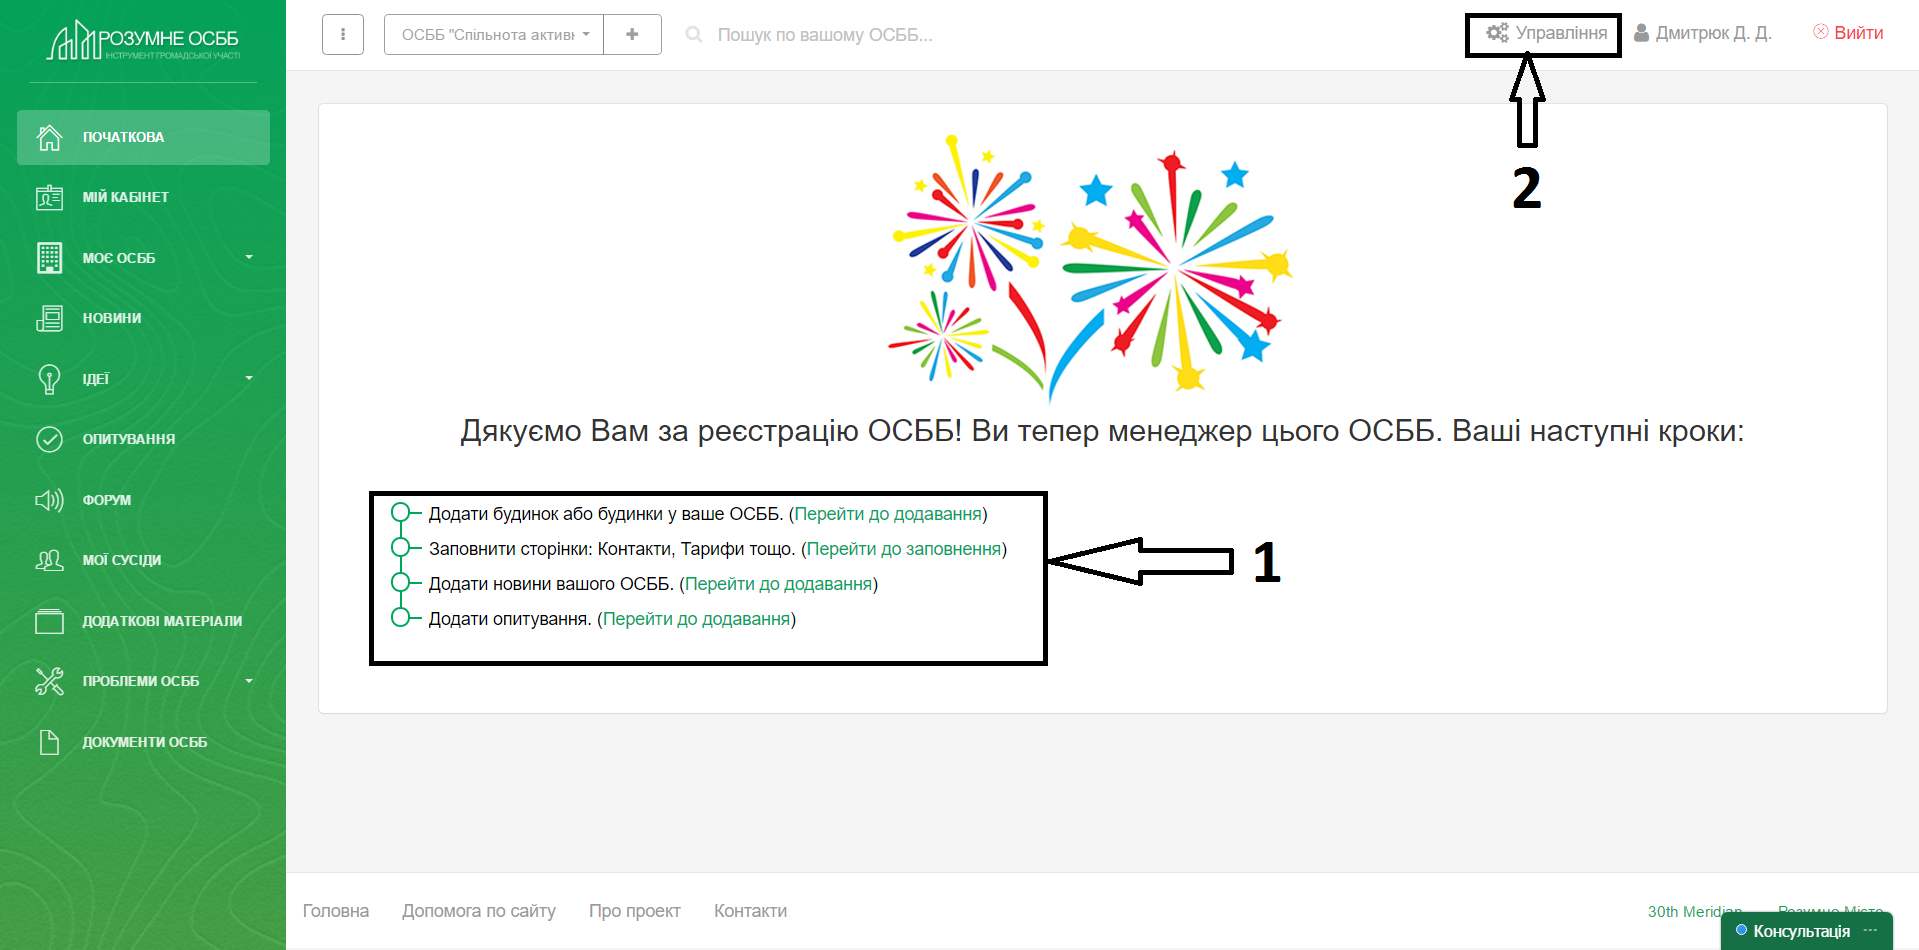 РОЗУМНЕ ОСББ
ІНСТРУМЕНТ ГРОМАДСЬКОЇ УЧАСТІ
ОСББ "Спільнота активн
Пошук по вашому ОСББ...
Управління
Дмитрюк Д. Д.
Вийти
2
ПОЧАТКОВА
МІЙ КАБІНЕТ
МОЄ ОСББ
НОВИНИ
ІДЕЇ
ОПИТУВАННЯ
ФОРУМ
МОЇ СУСІДИ
ДОДАТКОВІ МАТЕРІАЛИ
ПРОБЛЕМИ ОСББ
ДОКУМЕНТИ ОСББ
Дякуємо Вам за реєстрацію ОСББ! Ви тепер менеджер цього ОСББ. Ваші наступні кроки:
Додати будинок або будинки у ваше ОСББ. (Перейти до додавання)
Заповнити сторінки: Контакти, Тарифи тощо. (Перейти до заповнення)
Додати новини вашого ОСББ. (Перейти до додавання)
Додати опитування. (Перейти до додавання)
1
Головна
Допомога по сайту
Про проект
Контакти
30th Meridian
Розумне Місто
Консультація